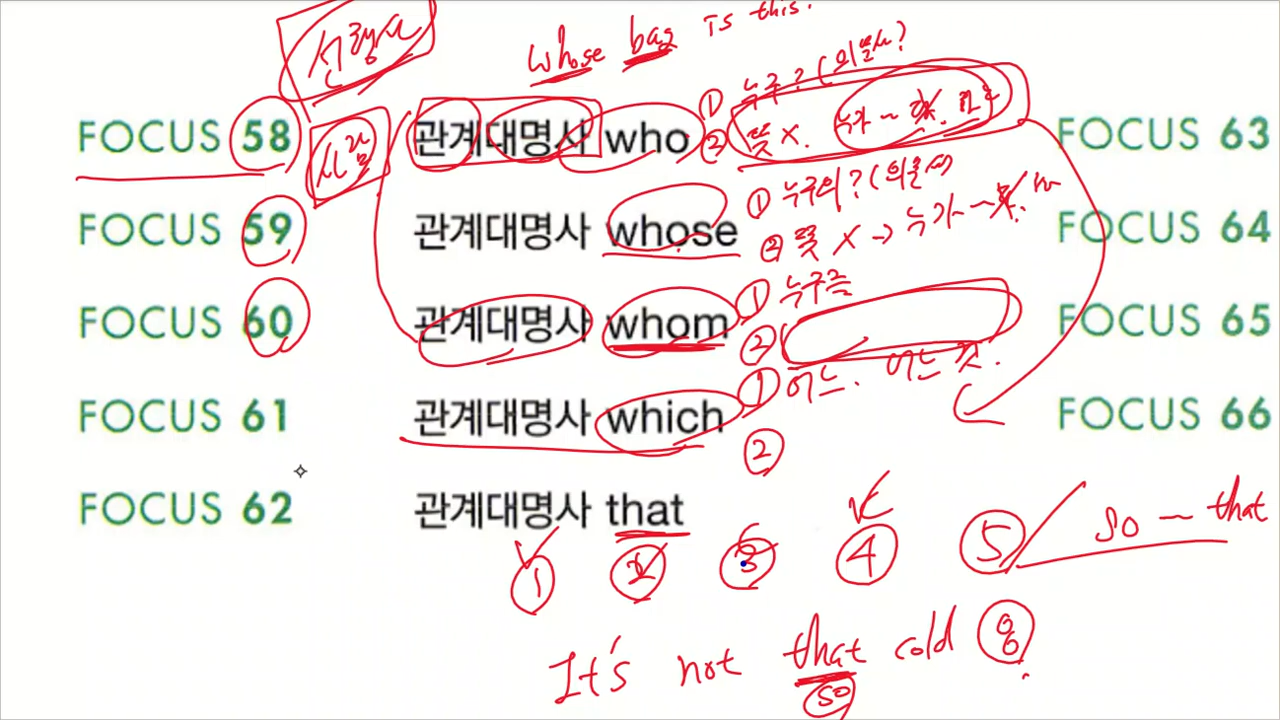 선행사
whose bag is this.
FOCUS 58 관계대명사 who ① 누구? (의문사? FOCUS 63
사람 ② 뜻 X. 누가~
FOCUS 59 관계대명사 whose ① 누구의? (의문사 FOCUS 64
② 뜻 X → 누가~
FOCUS 60 관계대명사 whom ① 누구를 FOCUS 65
②
FOCUS 61 관계대명사 which ① 어느. 어느 것. FOCUS 66
②
FOCUS 62 관계대명사 that
① ② ③ ④ ⑤ so ~ that
It's not that cold
so